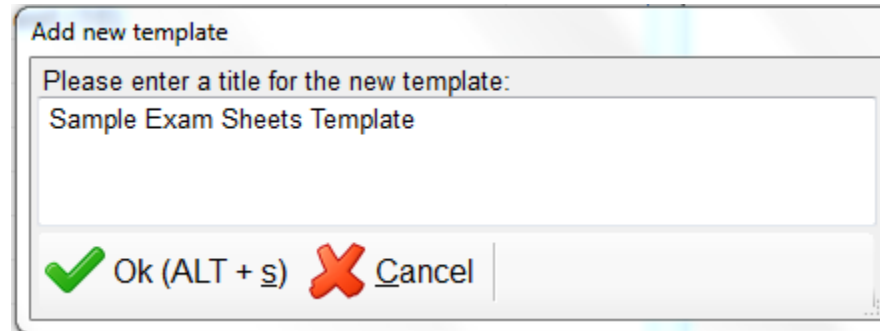 Add new template
Please enter a title for the new template:
Sample Exam Sheets Template
Ok (ALT + s) Cancel